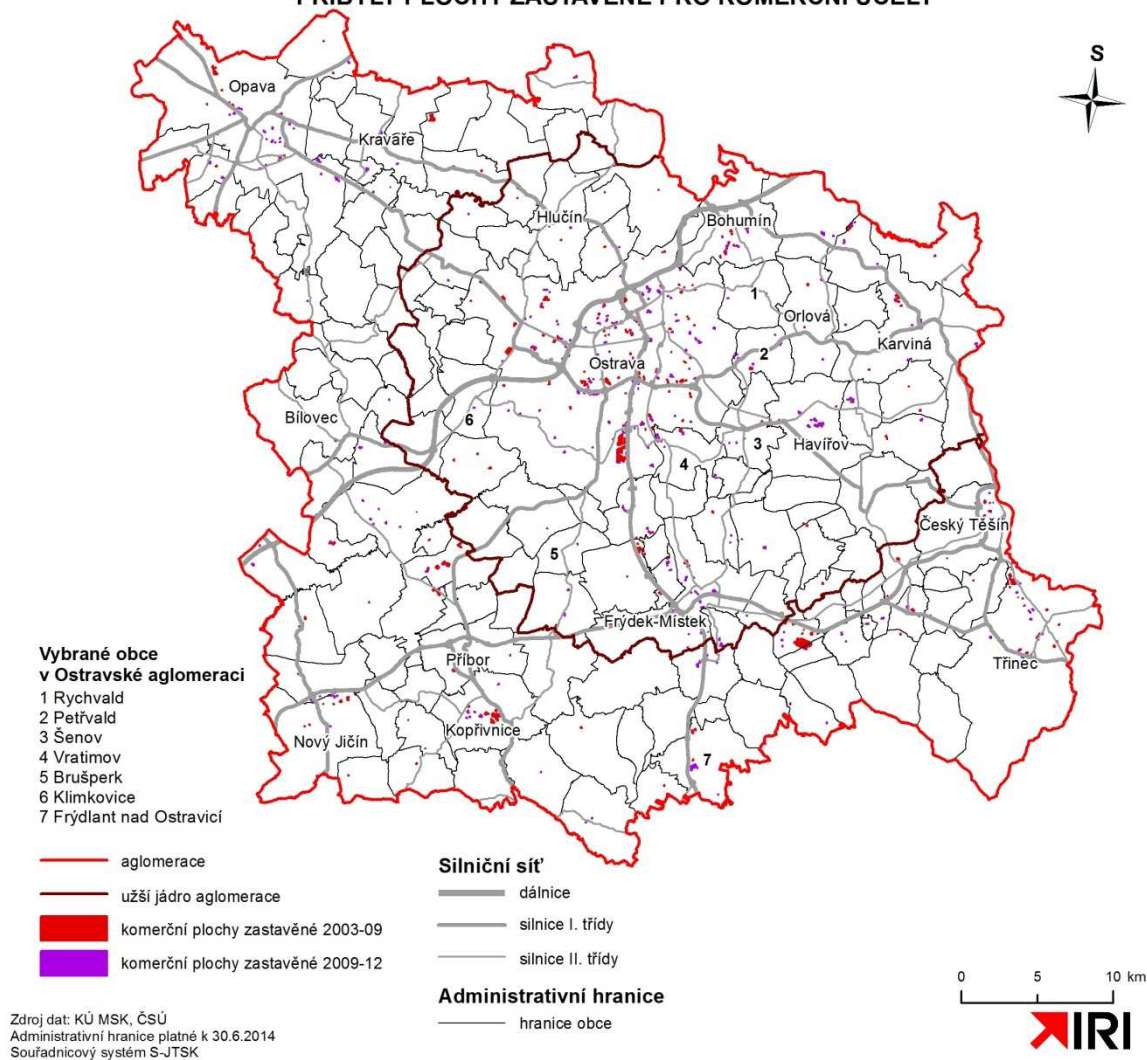 PŘIBYLÝ PLOCHY ZASTAVĚNÉ PRO KOMERČNÍ ÚČELY
S
Opava
Kravaře
Hlučín
Bohumín
1
Orlová
Karviná
Ostrava
2
Bílovec
6
3
Havířov
4
Český Těšín
5
Frýdek-Místek
Příbor
Třinec
Kopřivnice
Nový Jičín
7
Vybrané obce
v Ostravské aglomeraci
1 Rychvald
2 Petřvald
3 Šenov
4 Vratimov
5 Brušperk
6 Klimkovice
7 Frýdlant nad Ostravicí
aglomerace
užší jádro aglomerace
komerční plochy zastavěné 2003-09
komerční plochy zastavěné 2009-12
Silniční síť
dálnice
silnice I. třídy
silnice II. třídy
Administrativní hranice
hranice obce
0 5 10 km
Zdroj dat: KÚ MSK, ČSÚ
Administrativní hranice platné k 30.6.2014
Souřadnicový systém S-JTSK
IRI